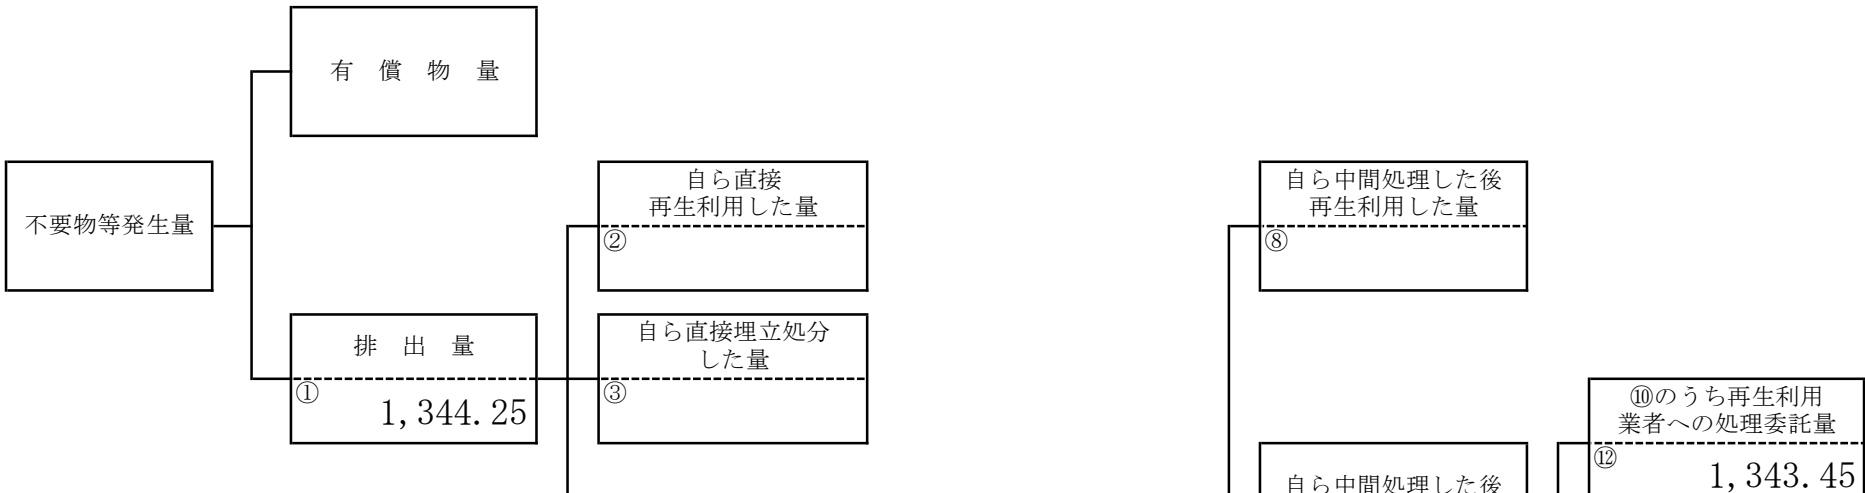 有　償　物　量
不要物等発生量
自ら直接
再生利用した量
②
自ら中間処理した後
再生利用した量
⑧
排　出　量
①
1,344.25
自ら直接埋立処分
した量
③
⑩のうち再生利用
業者への処理委託量
⑫
1,343.45
自ら中間処理した後